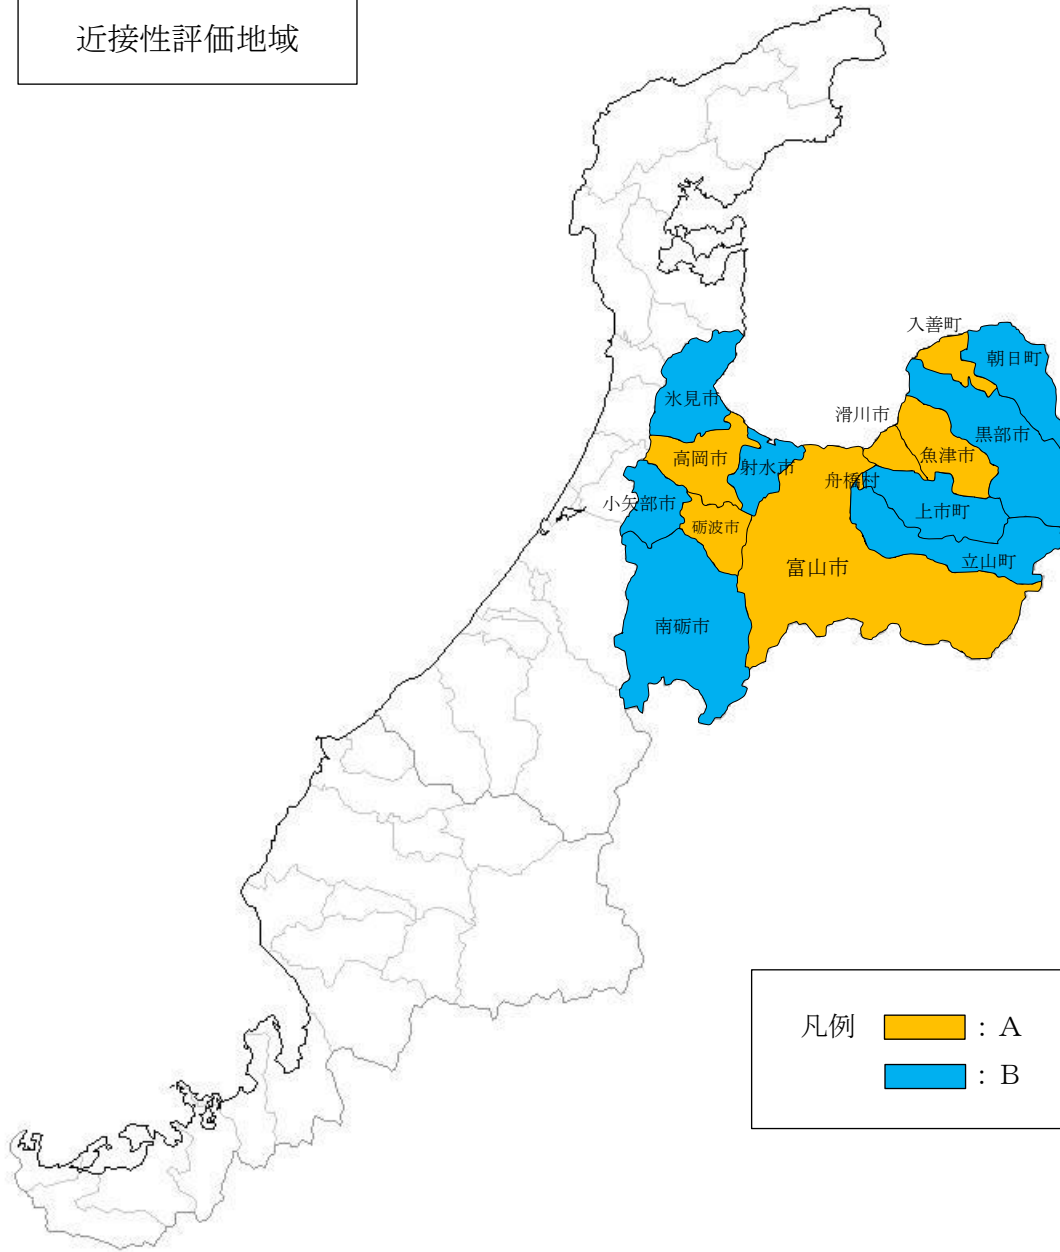 近接性評価地域
入善町
朝日町
氷見市
滑川市
黒部市
魚津市
高岡市
射水市
舟橋村
小矢部市
上市町
砺波市
立山町
富山市
南砺市
凡例 : A
: B